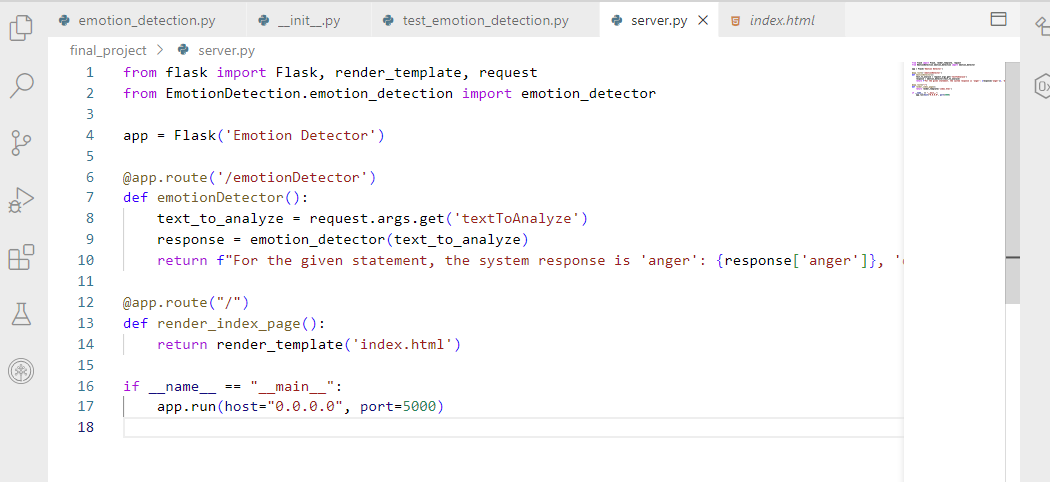 emotion_detection.py __init__.py test_emotion_detection.py server.py index.html
final_project > server.py
1 from flask import Flask, render_template, request
2 from EmotionDetection.emotion_detection import emotion_detector
3
4 app = Flask('Emotion Detector')
5
6 @app.route('/emotionDetector')
7 def emotionDetector():
8 text_to_analyze = request.args.get('textToAnalyze')
9 response = emotion_detector(text_to_analyze)
10 return f"For the given statement, the system response is 'anger': {response['anger']}, '
11
12 @app.route("/")
13 def render_index_page():
14 return render_template('index.html')
15
16 if __name__ == "__main__":
17 app.run(host="0.0.0.0", port=5000)
18